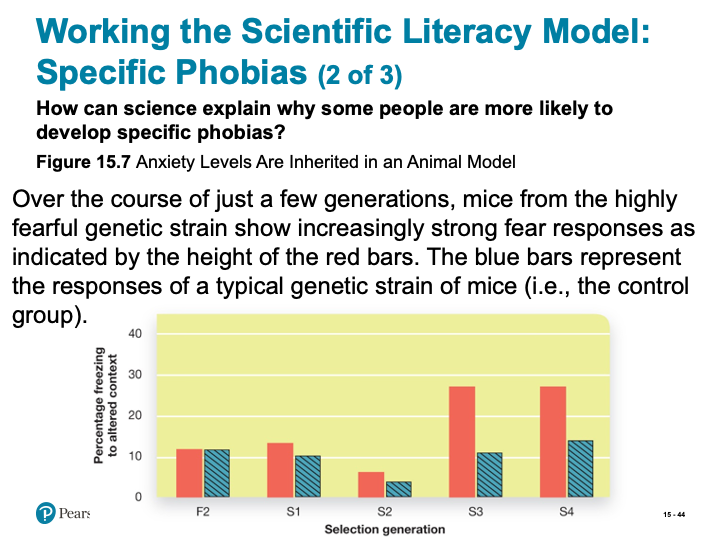 Working the Scientific Literacy Model:
Specific Phobias (2 of 3)
How can science explain why some people are more likely to
develop specific phobias?
Figure 15.7 Anxiety Levels Are Inherited in an Animal Model
Over the course of just a few generations, mice from the highly
fearful genetic strain show increasingly strong fear responses as
indicated by the height of the red bars. The blue bars represent
the responses of a typical genetic strain of mice (i.e., the control
group).
Percentage freezing
to altered context
40
30
20
10
0
F2 S1 S2 S3 S4
Selection generation
P Pears
15 - 44